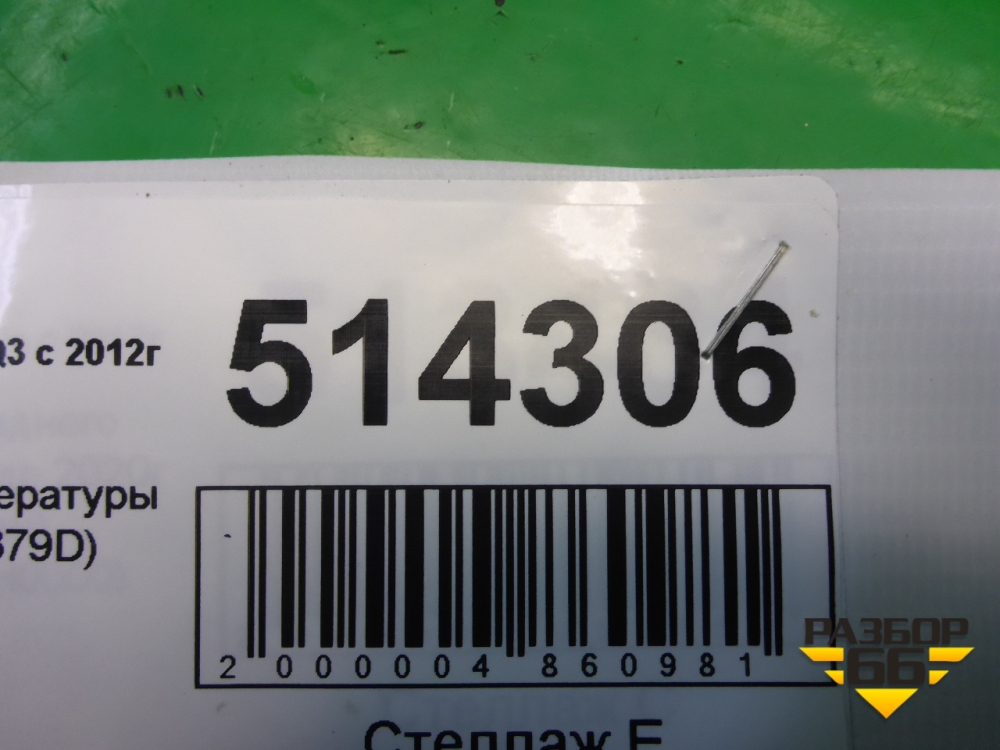 514306
Q3 с 2012г
ературы
379D)
2 000004 860981
Стеллаж Е
РАЗБОР
66